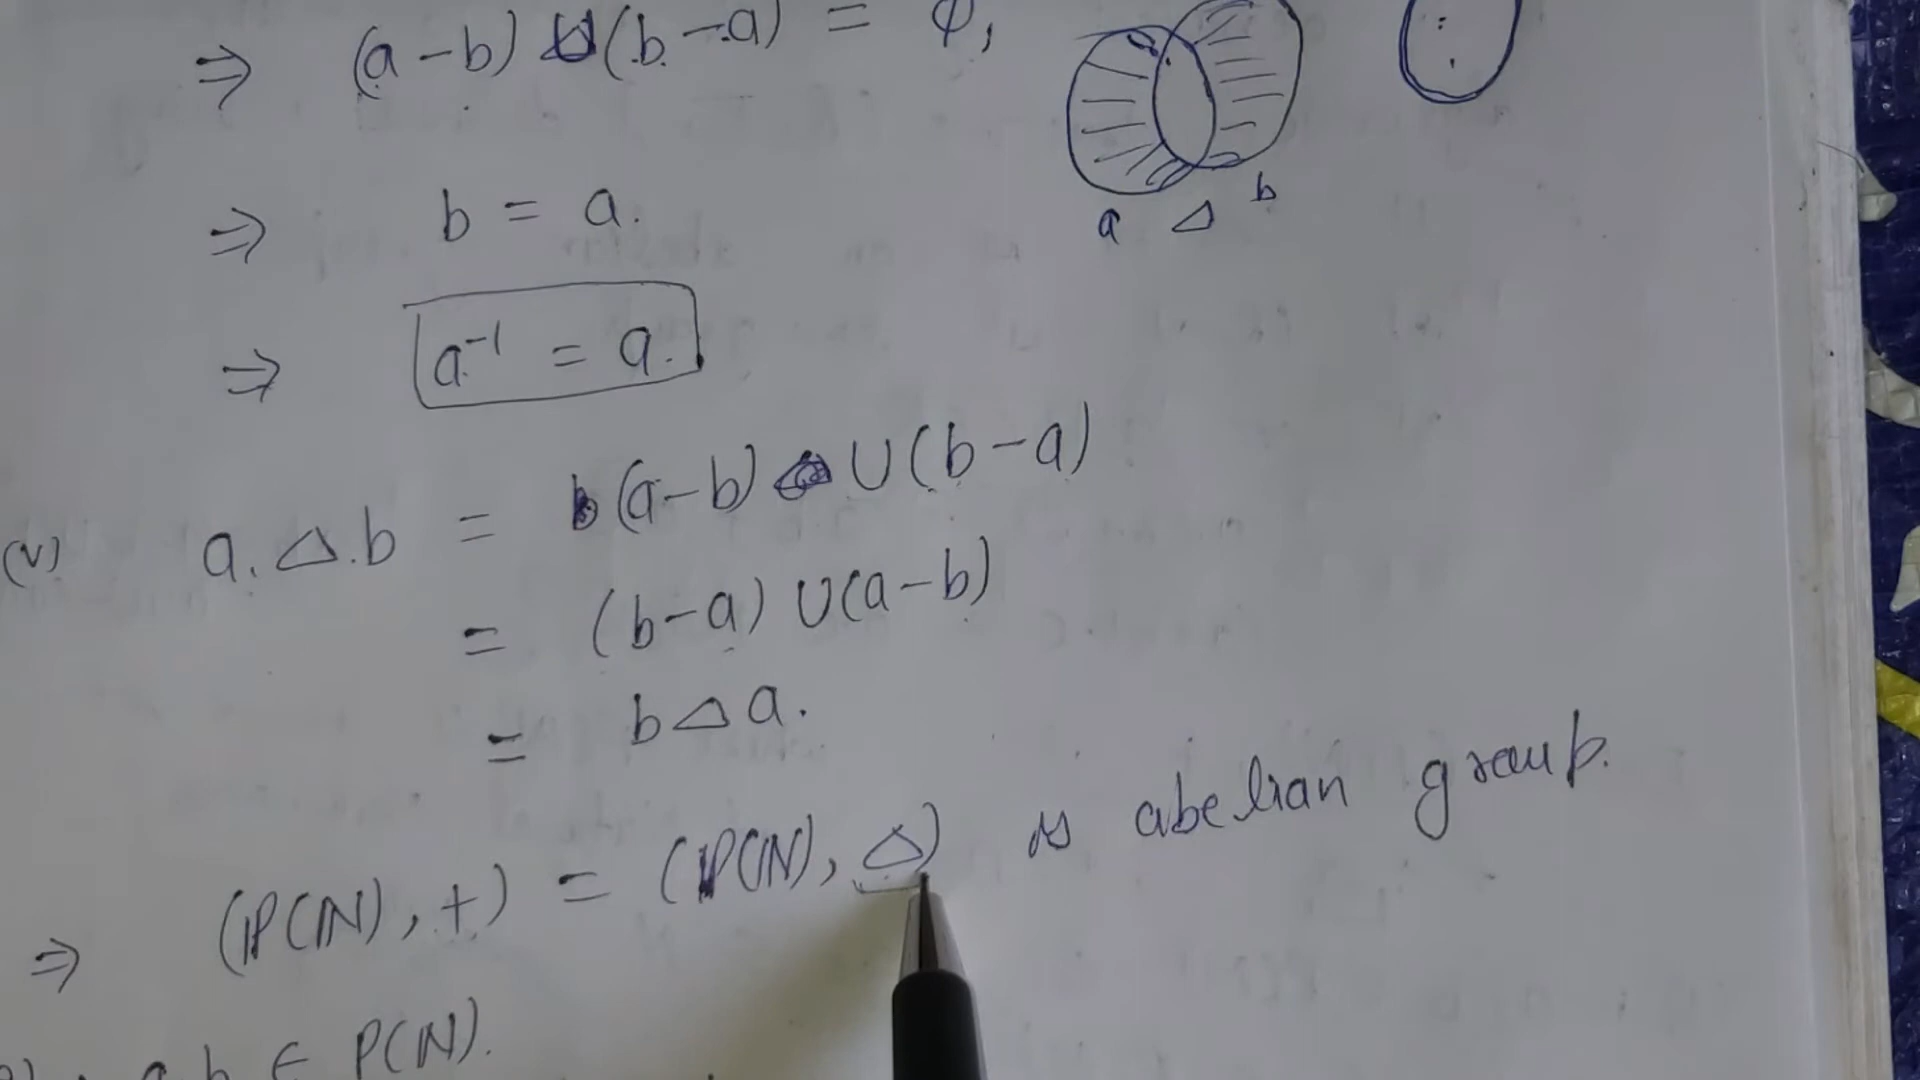 ⇒ (a-b) ∪ (b-a) = φ,
a Δ b
⇒ b = a.
⇒ a⁻¹ = a.
(v) a.Δ.b = (a-b) ∪ (b-a)
= (b-a) ∪ (a-b)
= b Δ a.
⇒ (P(N), +) = (P(N), Δ) is abelian group.
a, b ∈ P(N).